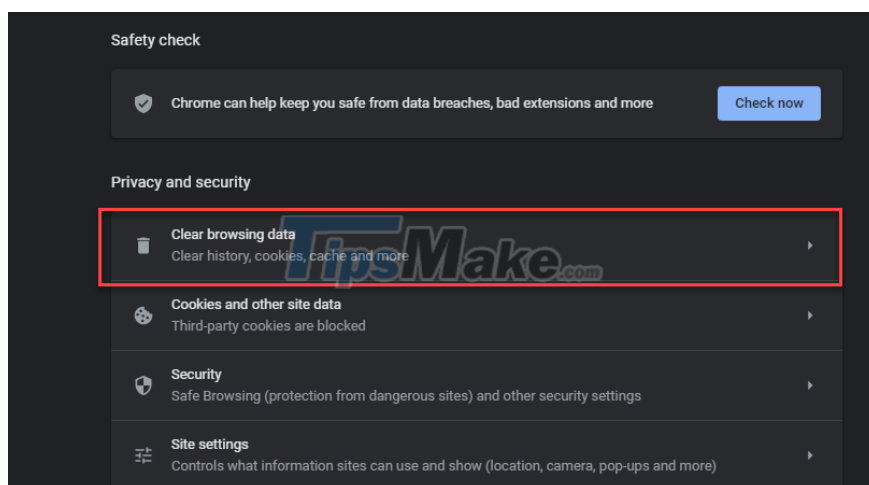 Safety check
Chrome can help keep you safe from data breaches, bad extensions and more
Check now
Privacy and security
Clear browsing data
Clear history, cookies, cache and more
TipsMake.com
Cookies and other site data
Third-party cookies are blocked
Security
Safe Browsing (protection from dangerous sites) and other security settings
Site settings
Controls what information sites can use and show (location, camera, pop-ups and more)